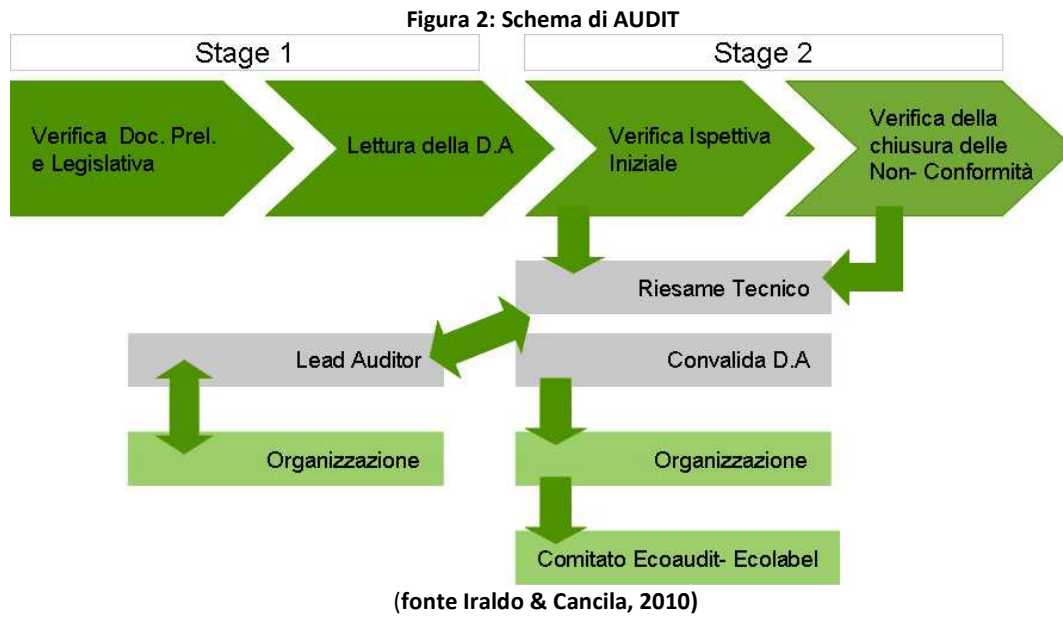 Figura 2: Schema di AUDIT
Stage 1
Stage 2
Verifica Doc. Prel.
e Legislativa
Lettura della D.A
Verifica Ispettiva
Iniziale
Verifica della
chiusura delle
Non- Conformità
Riesame Tecnico
Lead Auditor
Convalida D.A
Organizzazione
Organizzazione
Comitato Ecoaudit- Ecolabel
(fonte Iraldo & Cancila, 2010)